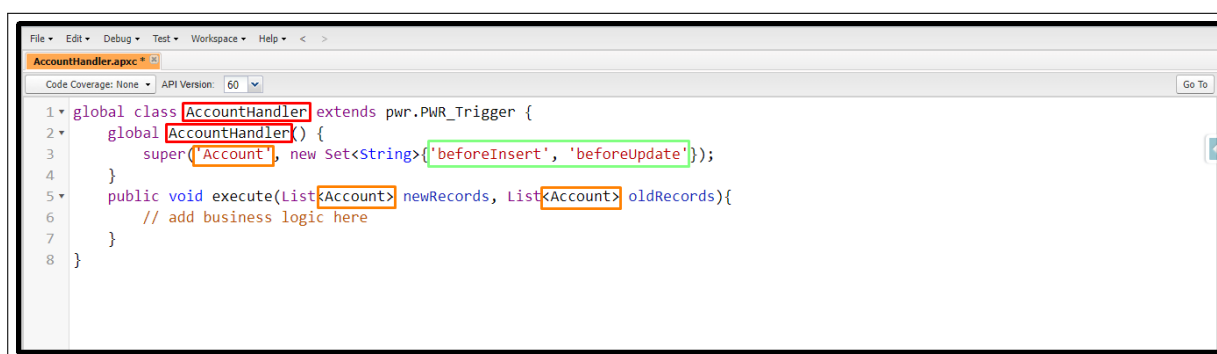 File Edit Debug Test Workspace Help < >
AccountHandler.apxc *
Code Coverage: None API Version: 60 Go To
1 global class AccountHandler extends pwr.PWR_Trigger {
2 global AccountHandler() {
3 super('Account', new Set<String>{'beforeInsert', 'beforeUpdate'});
4 }
5 public void execute(List<Account> newRecords, List<Account> oldRecords){
6 // add business logic here
7 }
8 }